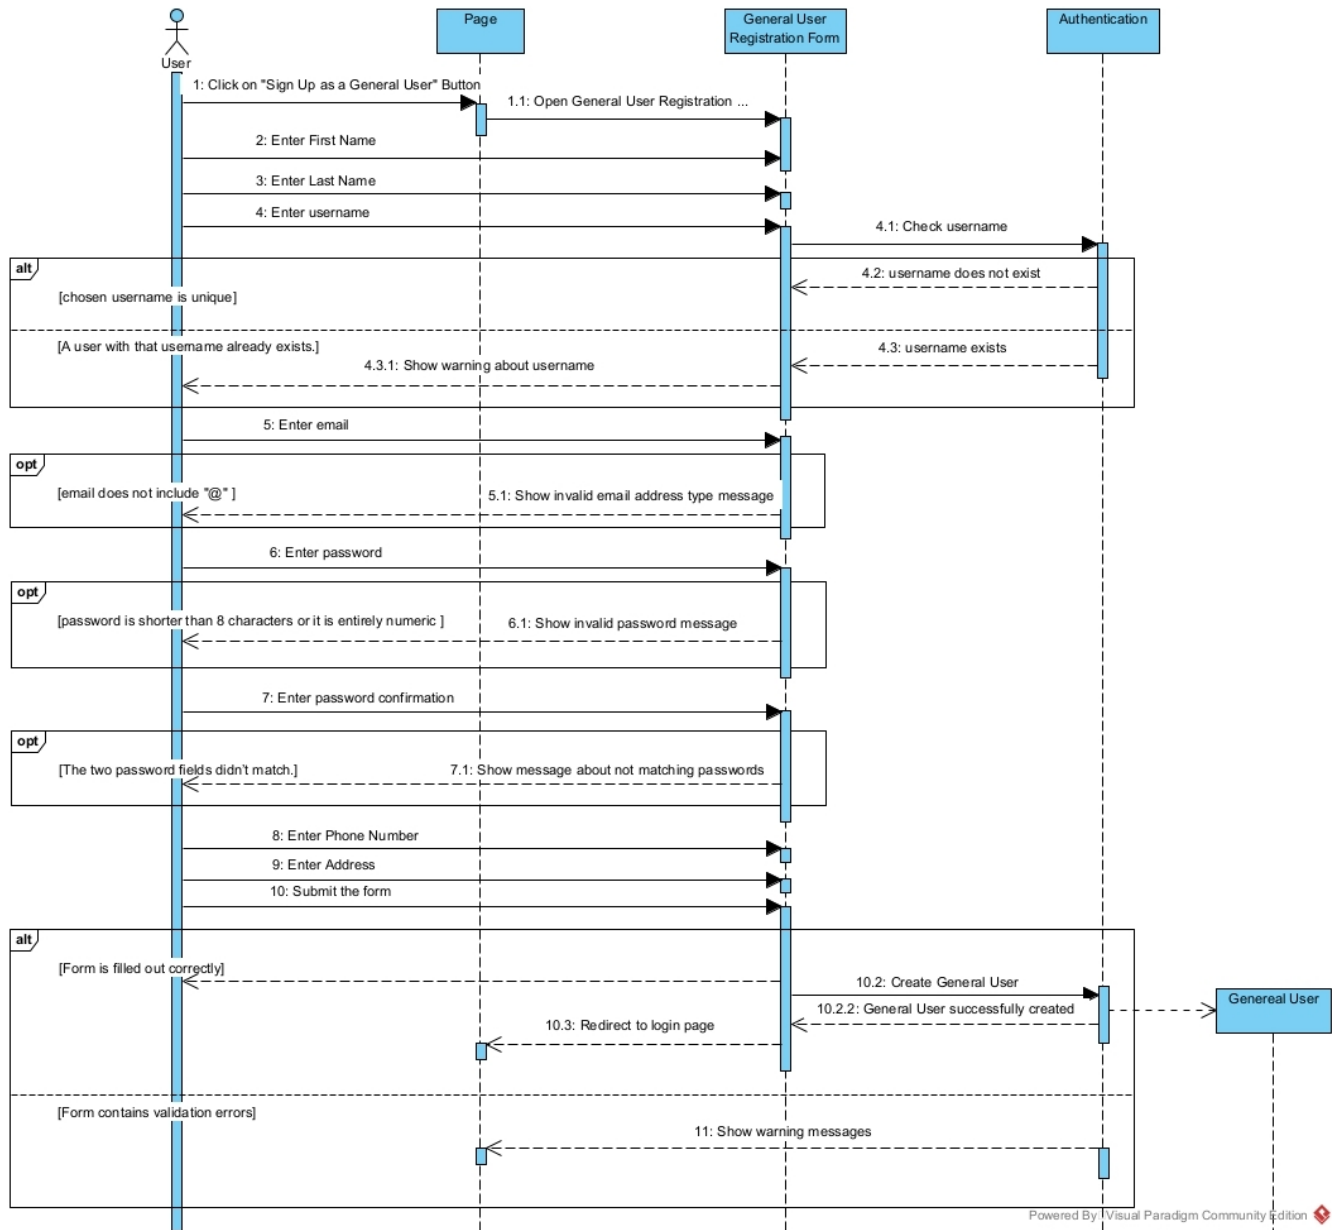 User
Page
General User
Registration Form
Authentication
1: Click on "Sign Up as a General User" Button
1.1: Open General User Registration ...
2: Enter First Name
3: Enter Last Name
4: Enter username
4.1: Check username
alt
4.2: username does not exist
[chosen username is unique]
[A user with that username already exists.]
4.3: username exists
4.3.1: Show warning about username
5: Enter email
opt
[email does not include "@" ]
5.1: Show invalid email address type message
6: Enter password
opt
[password is shorter than 8 characters or it is entirely numeric ]
6.1: Show invalid password message
7: Enter password confirmation
opt
[The two password fields didn't match.]
7.1: Show message about not matching passwords
8: Enter Phone Number
9: Enter Address
10: Submit the form
alt
[Form is filled out correctly]
10.2: Create General User
Genereal User
10.2.2: General User successfully created
10.3: Redirect to login page
[Form contains validation errors]
11: Show warning messages
Powered By Visual Paradigm Community Edition